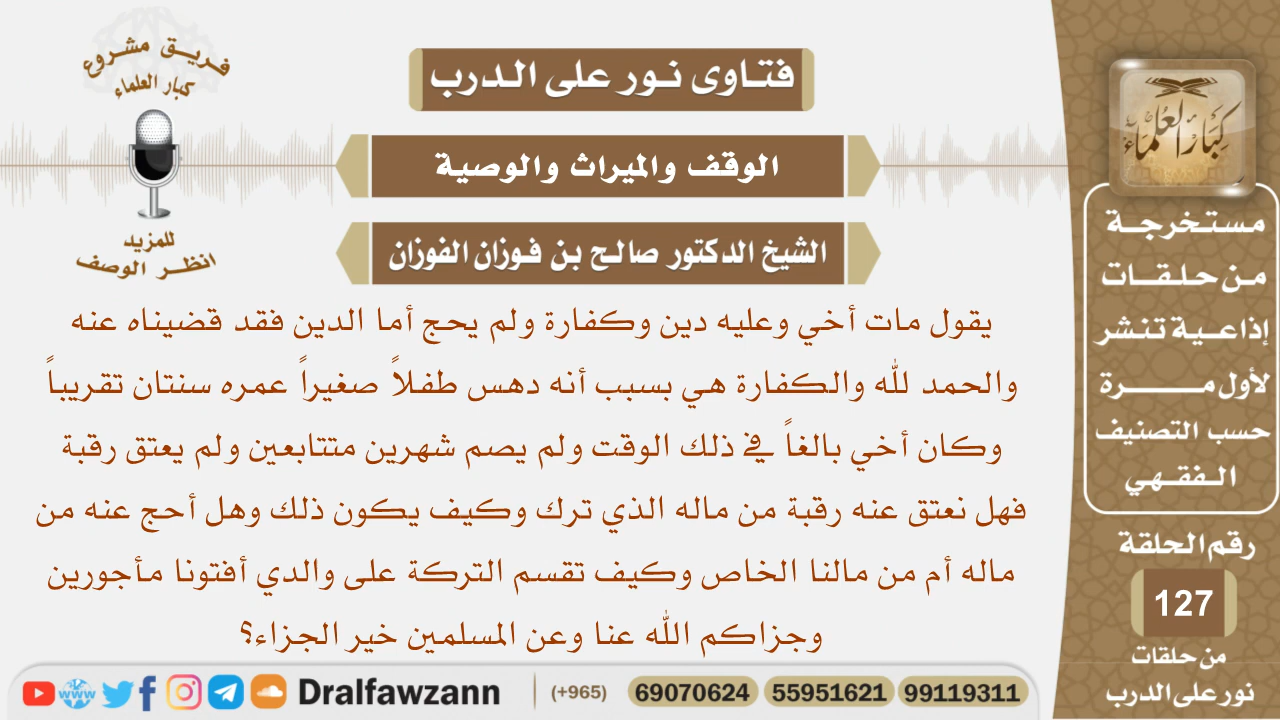 فريق مشروع
كبار العلماء
للمزيد
انظر الوصف
فتاوى نور على الدرب
الوقف والميراث والوصية
الشيخ الدكتور صالح بن فوزان الفوزان
يقول مات أخي وعليه دين وكفارة ولم يحج أما الدين فقد قضيناه عنه
والحمد لله والكفارة هي بسبب أنه دهس طفلاً صغيراً عمره سنتان تقريباً
وكان أخي بالغاً في ذلك الوقت ولم يصم شهرين متتابعين ولم يعتق رقبة
فهل نعتق عنه رقبة من ماله الذي ترك وكيف يكون ذلك وهل أحج عنه من
ماله أم من مالنا الخاص وكيف تقسم التركة على والدي أفتونا مأجورين
وجزاكم الله عنا وعن المسلمين خير الجزاء؟
كبار العلماء
مستخرجة
من حلقات
إذاعية تنشر
لأول مرة
حسب التصنيف
الفقهي
رقم الحلقة
127
من حلقات
نور على الدرب
www Dralfawzann (+965) 69070624 55951621 99119311